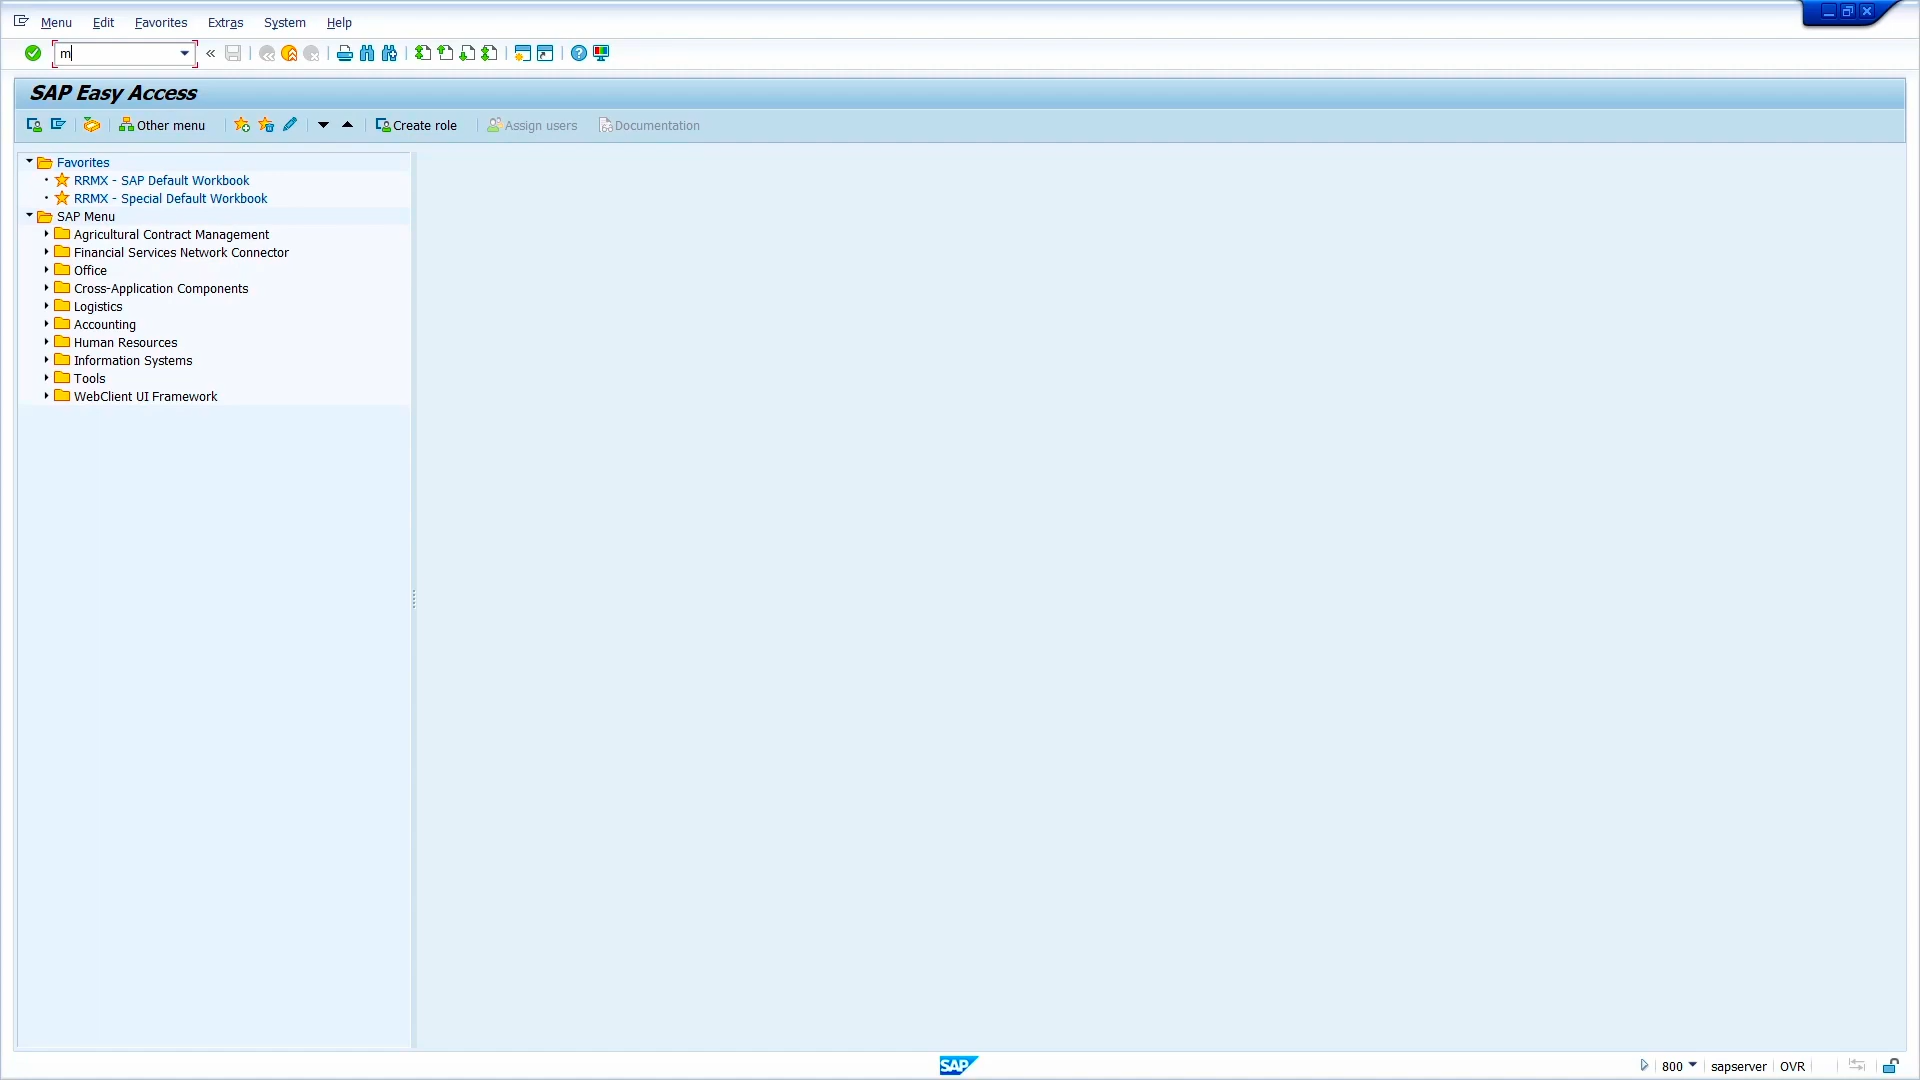 Menu Edit Favorites Extras System Help
m
SAP Easy Access
Other menu Create role Assign users Documentation
Favorites
RRMX - SAP Default Workbook
RRMX - Special Default Workbook
SAP Menu
Agricultural Contract Management
Financial Services Network Connector
Office
Cross-Application Components
Logistics
Accounting
Human Resources
Information Systems
Tools
WebClient UI Framework
SAP 800 sapserver OVR